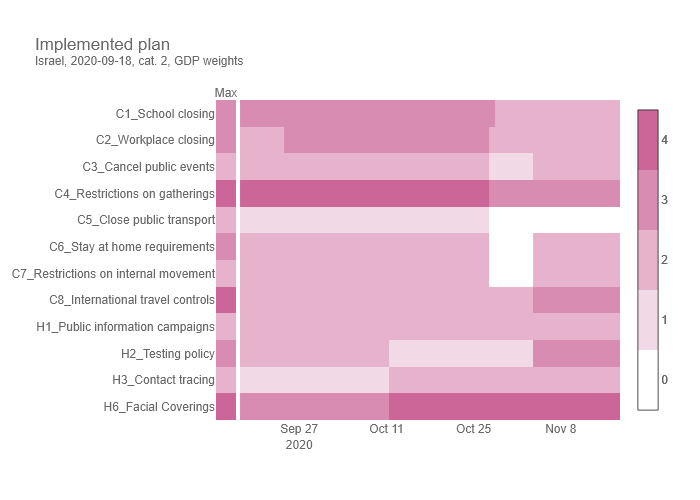 Implemented plan
Israel, 2020-09-18, cat. 2, GDP weights
Max
C1_School closing
C2_Workplace closing
C3_Cancel public events
C4_Restrictions on gatherings
C5_Close public transport
C6_Stay at home requirements
C7_Restrictions on internal movement
C8_International travel controls
H1_Public information campaigns
H2_Testing policy
H3_Contact tracing
H6_Facial Coverings
Sep 27 Oct 11 Oct 25 Nov 8
2020
4
3
2
1
0